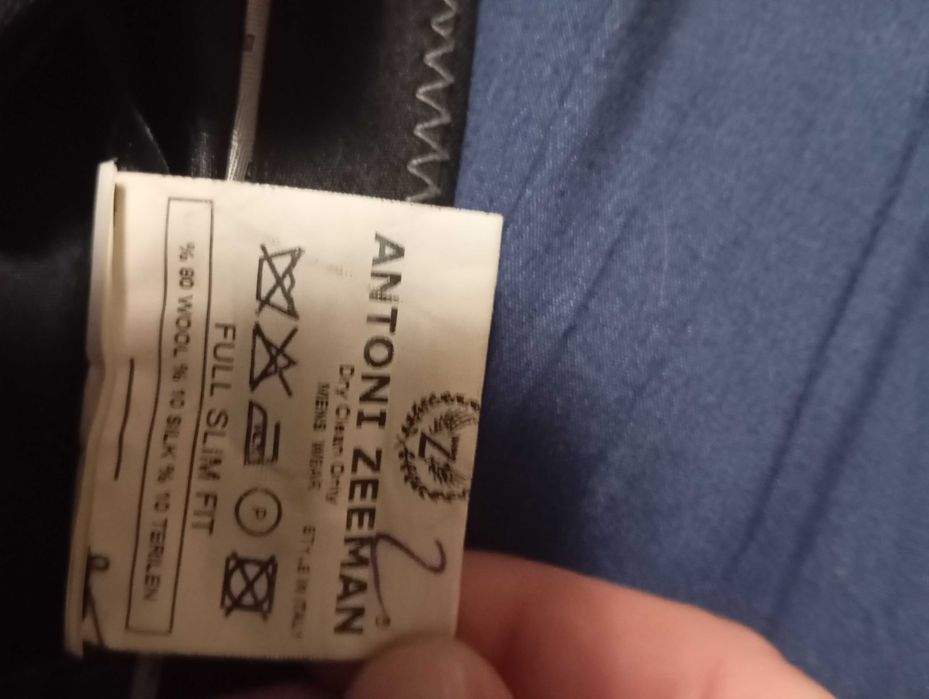 Z
ANTONI ZEEMAN ®
2
Dry Clean Only
MENS WEAR STYLE IN ITALY
P
FULL SLIM FIT
% 80 WOOL % 10 SILK % 10 TERILEN